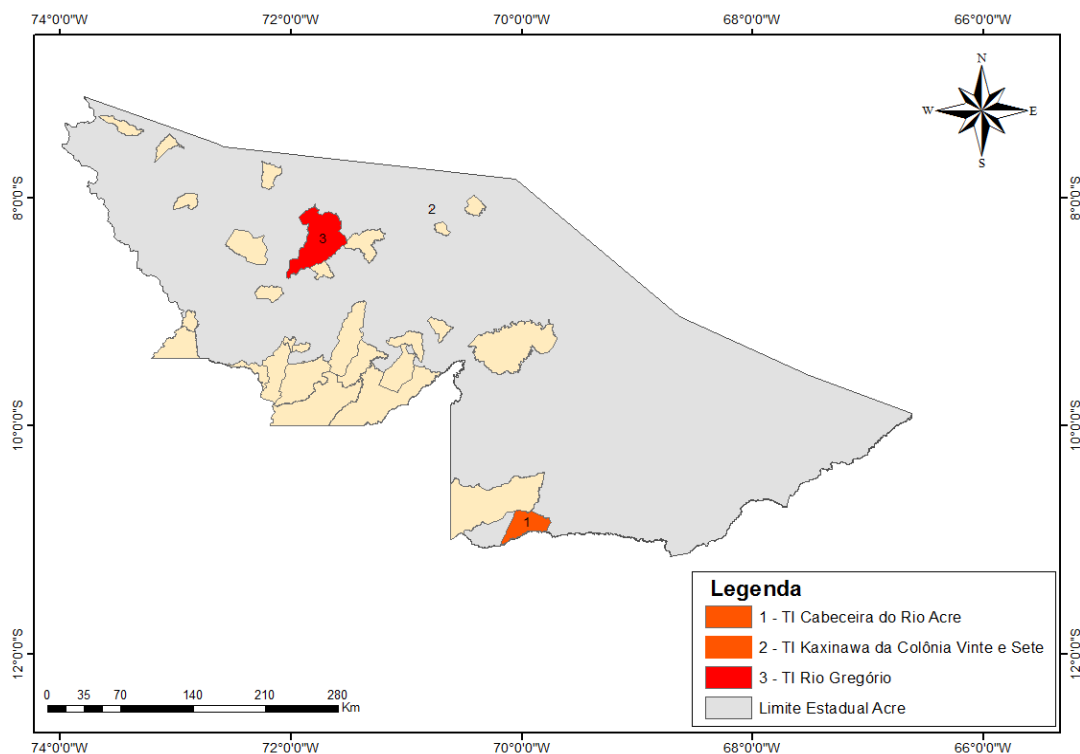 74°0'0"W 72°0'0"W 70°0'0"W 68°0'0"W 66°0'0"W
N
W E
S
8°0'0"S 8°0'0"S
2
3
10°0'0"S 10°0'0"S
1
Legenda
1 - TI Cabeceira do Rio Acre
2 - TI Kaxinawa da Colônia Vinte e Sete
3 - TI Rio Gregório
Limite Estadual Acre
12°0'0"S 12°0'0"S
0 35 70 140 210 280
Km
74°0'0"W 72°0'0"W 70°0'0"W 68°0'0"W 66°0'0"W